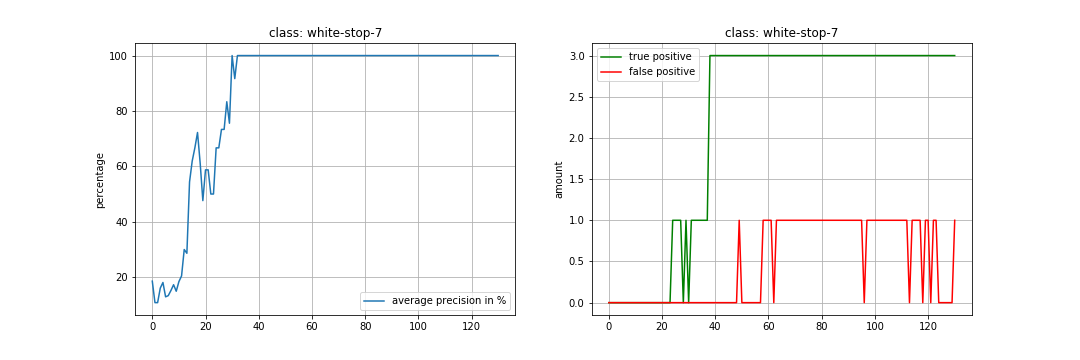 class: white-stop-7
percentage
100
80
60
40
20
0 20 40 60 80 100 120
average precision in %
class: white-stop-7
amount
3.0
2.5
2.0
1.5
1.0
0.5
0.0
0 20 40 60 80 100 120
true positive
false positive